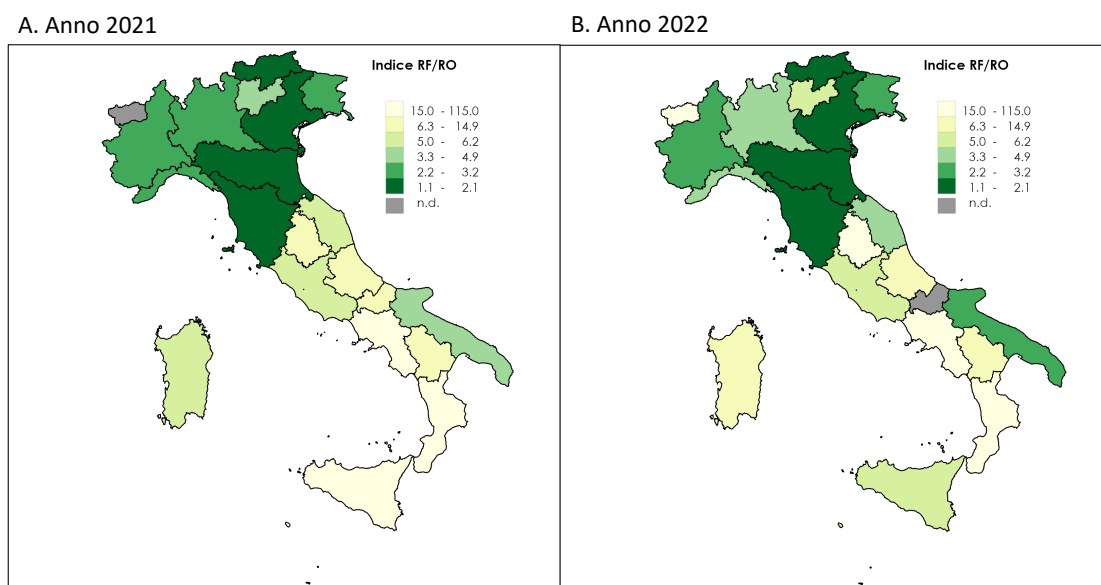 A. Anno 2021
Indice RF/RO
15.0 - 115.0
6.3 - 14.9
5.0 - 6.2
3.3 - 4.9
2.2 - 3.2
1.1 - 2.1
n.d.
B. Anno 2022
Indice RF/RO
15.0 - 115.0
6.3 - 14.9
5.0 - 6.2
3.3 - 4.9
2.2 - 3.2
1.1 - 2.1
n.d.